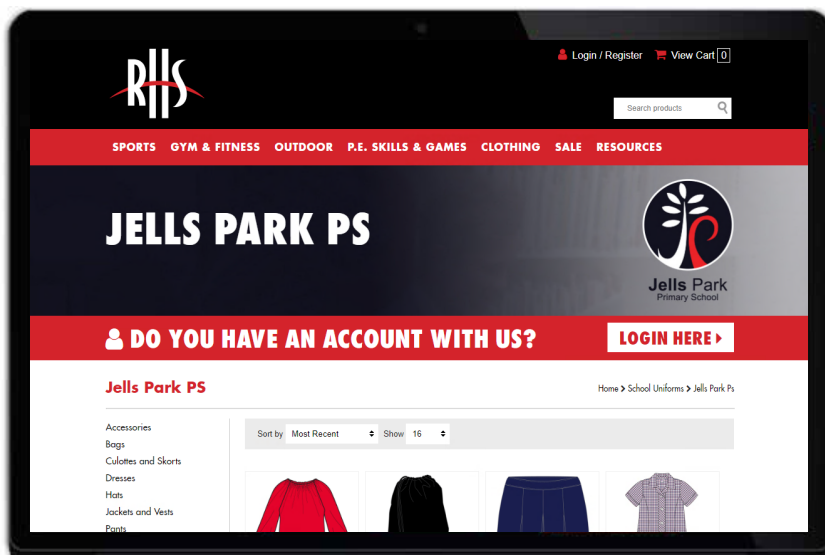 RHS
Login / Register View Cart 0
Search products
SPORTS GYM & FITNESS OUTDOOR P.E. SKILLS & GAMES CLOTHING SALE RESOURCES
JELLS PARK PS
Jells Park
Primary School
DO YOU HAVE AN ACCOUNT WITH US? LOGIN HERE
Jells Park PS
Home > School Uniforms > Jells Park Ps
Accessories
Bags
Culottes and Skorts
Dresses
Hats
Jackets and Vests
Pants
Sort by Most Recent Show 16